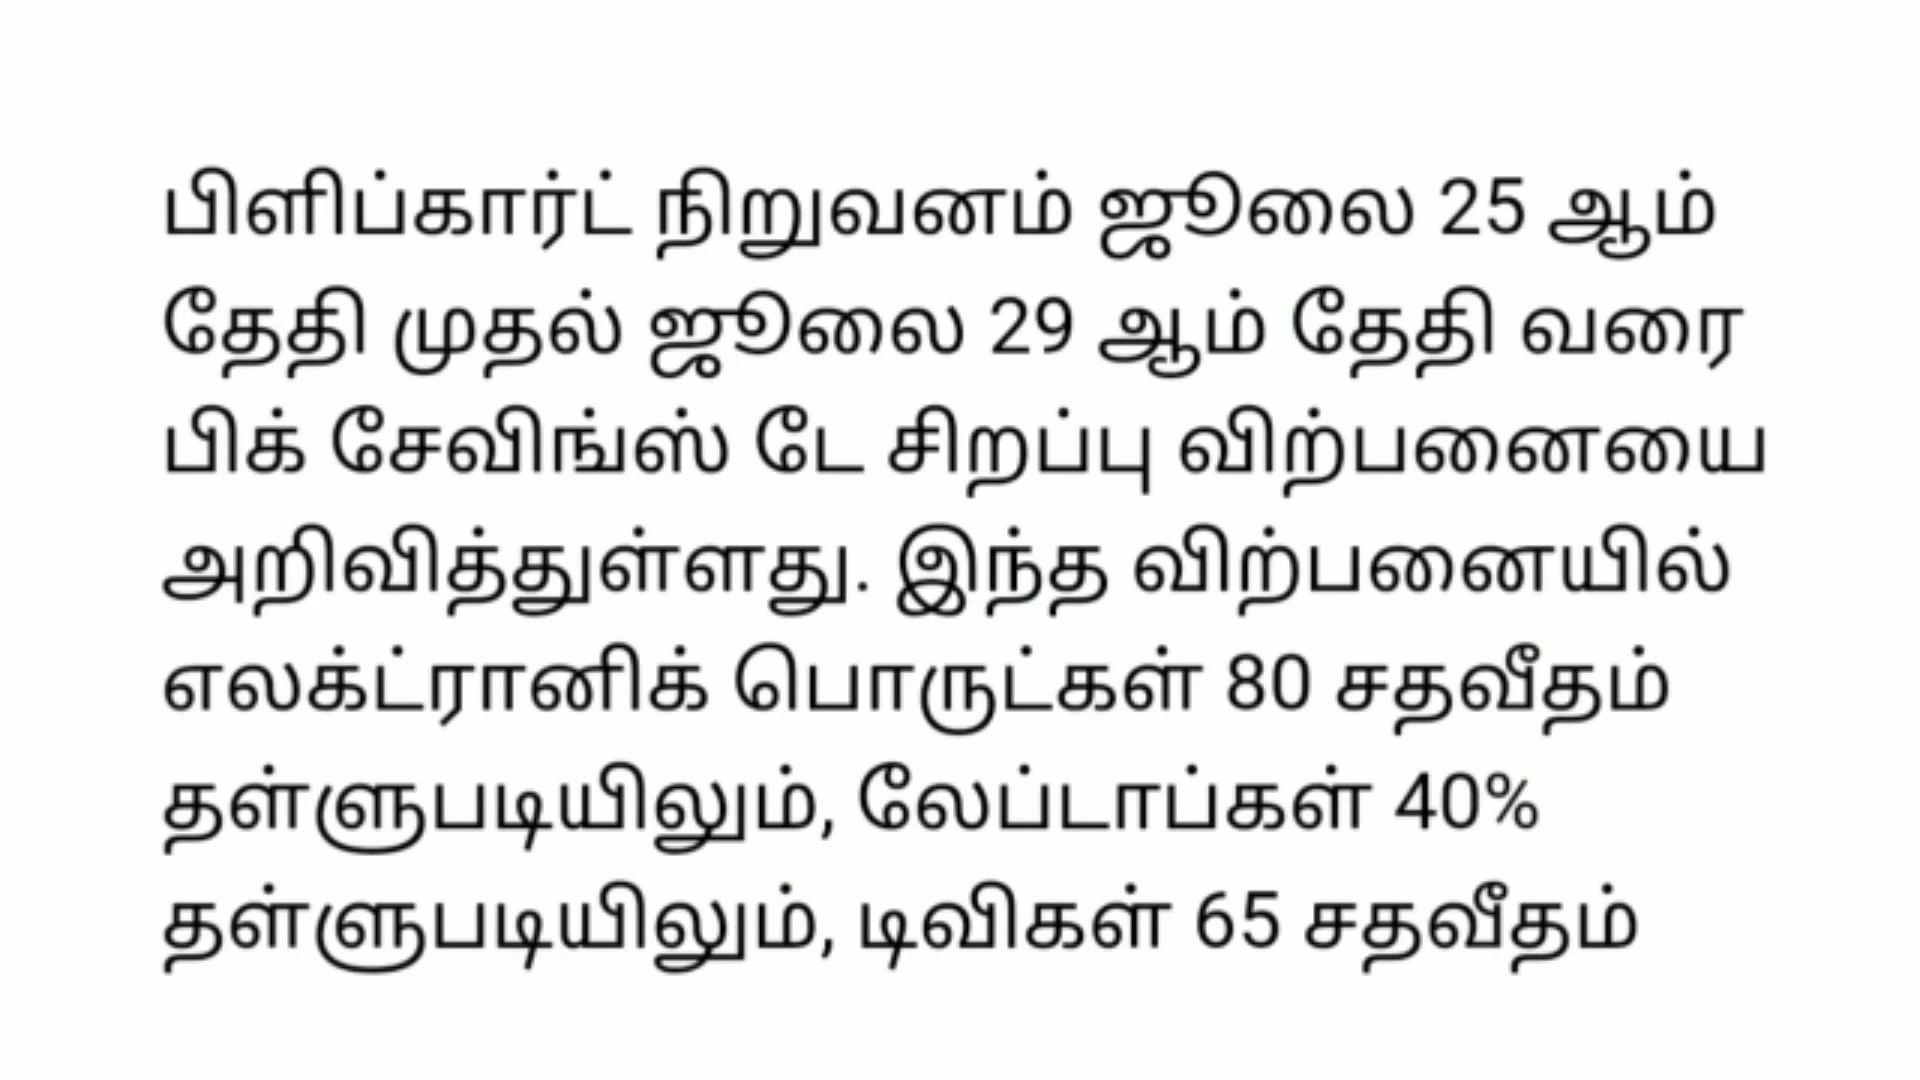 பிளிப்கார்ட் நிறுவனம் ஜூலை 25 ஆம்
தேதி முதல் ஜூலை 29 ஆம் தேதி வரை
பிக் சேவிங்ஸ் டே சிறப்பு விற்பனையை
அறிவித்துள்ளது. இந்த விற்பனையில்
எலக்ட்ரானிக் பொருட்கள் 80 சதவீதம்
தள்ளுபடியிலும், லேப்டாப்கள் 40%
தள்ளுபடியிலும், டிவிகள் 65 சதவீதம்